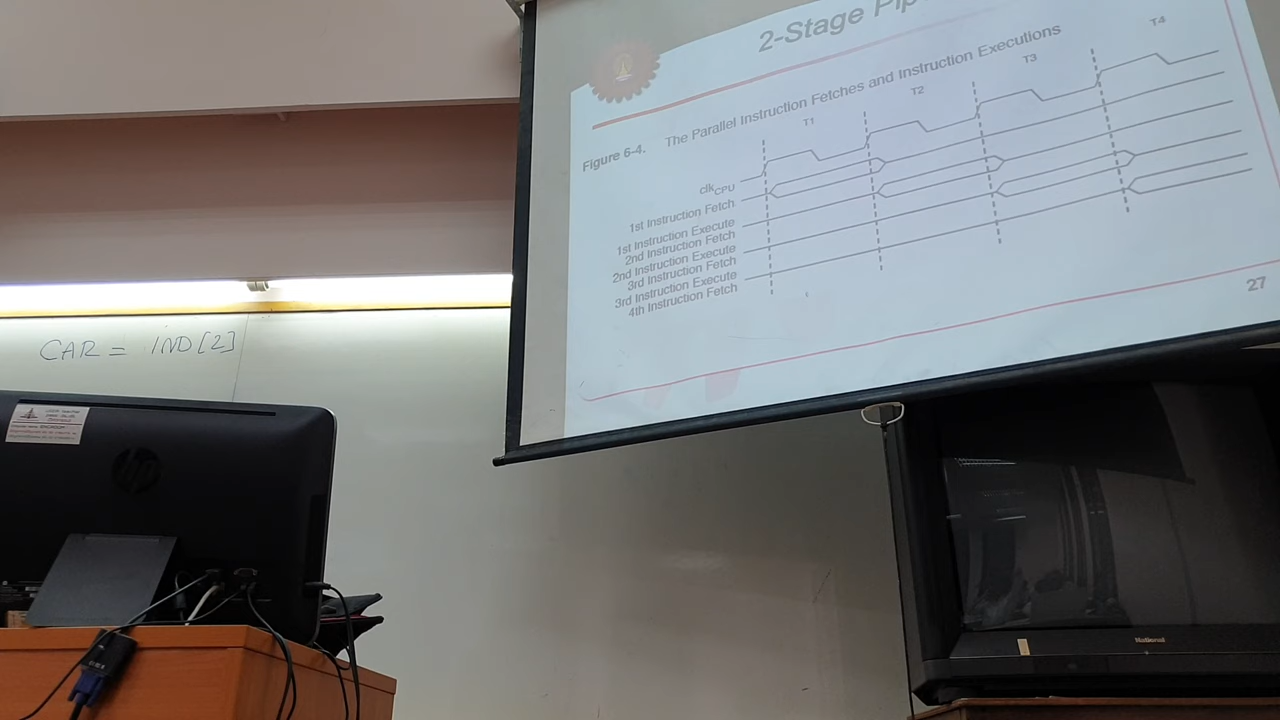 2-Stage
Figure 6-4. The Parallel Instruction Fetches and Instruction Executions
T1 T2 T3 T4
clkCPU
1st Instruction Fetch
1st Instruction Execute
2nd Instruction Fetch
2nd Instruction Execute
3rd Instruction Fetch
3rd Instruction Execute
4th Instruction Fetch
27
CAR = IND[2]
hp
National